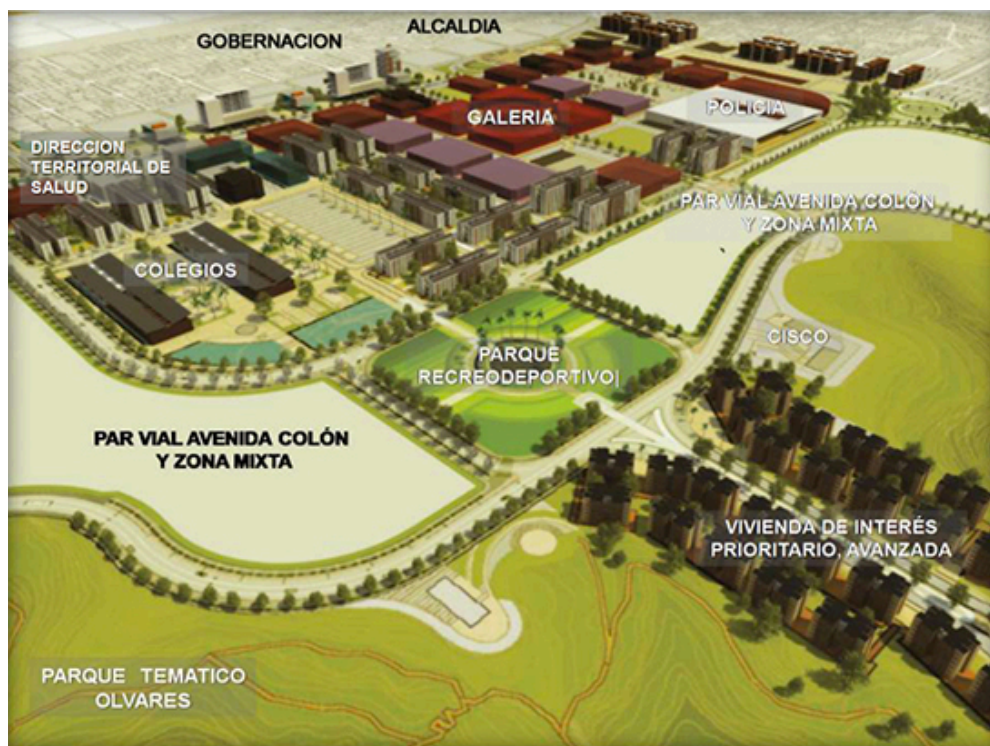 ALCALDIA
GOBERNACION
GALERIA
POLICIA
DIRECCION
TERRITORIAL DE
SALUD
PAR VIAL AVENIDA COLÓN
Y ZONA MIXTA
COLEGIOS
CISCO
PARQUE
RECREODEPORTIVO|
PAR VIAL AVENIDA COLÓN
Y ZONA MIXTA
VIVIENDA DE INTERÉS
PRIORITARIO, AVANZADA
PARQUE TEMATICO
OLVARES